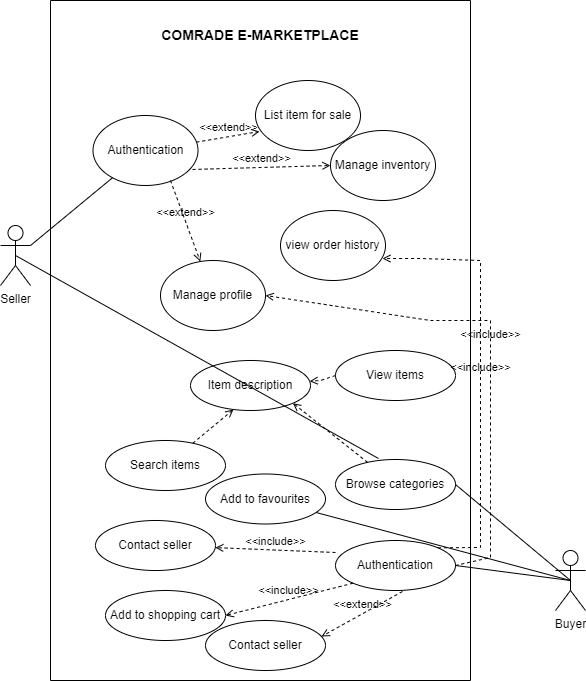 COMRADE E-MARKETPLACE
List item for sale
<<extend>>
Authentication
<<extend>>
Manage inventory
<<extend>>
view order history
Seller
Manage profile
<<include>>
<<include>>
View items
Item description
Search items
Browse categories
Add to favourites
<<include>>
Contact seller
Authentication
<<include>>
<<extend>>
Add to shopping cart
Buyer
Contact seller